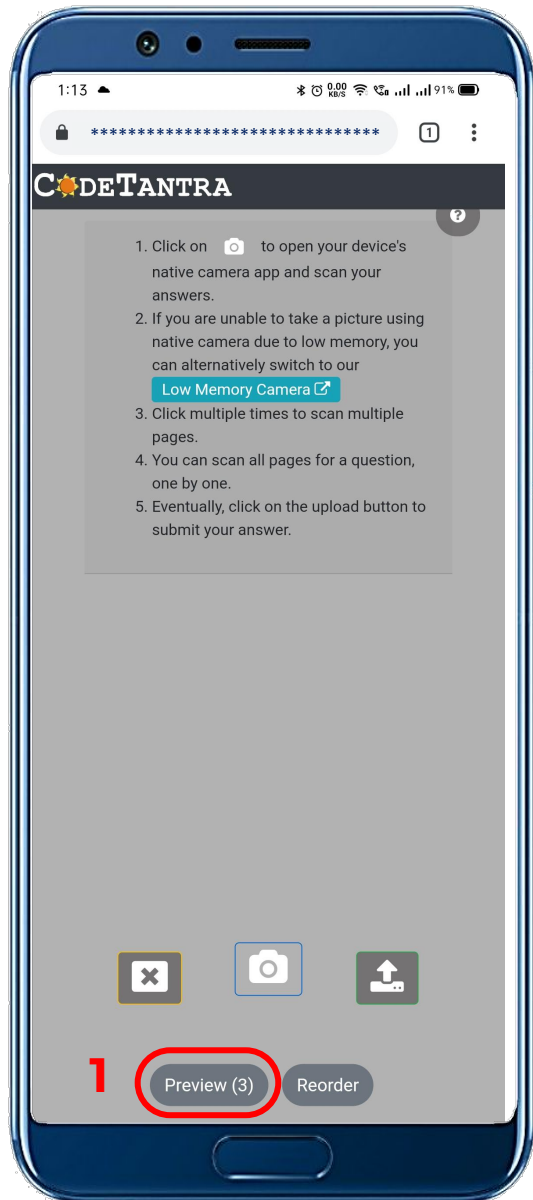 1:13
0.00 KB/S
91%
*******************************
1
CODETANTRA
?
1. Click on to open your device's
native camera app and scan your
answers.
2. If you are unable to take a picture using
native camera due to low memory, you
can alternatively switch to our
Low Memory Camera
3. Click multiple times to scan multiple
pages.
4. You can scan all pages for a question,
one by one.
5. Eventually, click on the upload button to
submit your answer.
1
Preview (3)
Reorder